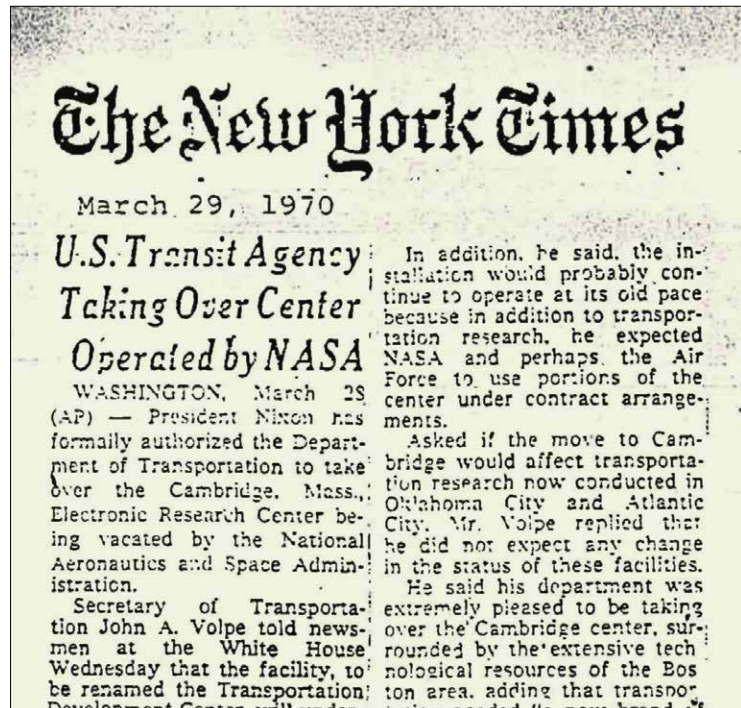 The New York Times
March 29, 1970
U.S. Transit Agency
Taking Over Center
Operated by NASA
WASHINGTON, March 28
(AP) — President Nixon has
formally authorized the Depart-
ment of Transportation to take
over the Cambridge, Mass.,
Electronic Research Center be-
ing vacated by the National
Aeronautics and Space Admin-
istration.
Secretary of Transporta-
tion John A. Volpe told news-
men at the White House
Wednesday that the facility, to
be renamed the Transportation
Development Center, will under-
In addition, he said, the in-
stallation would probably con-
tinue to operate at its old pace
because in addition to transpor-
tation research, he expected
NASA and perhaps the Air
Force to use portions of the
center under contract arrange-
ments.
Asked if the move to Cam-
bridge would affect transporta-
tion research now conducted in
Oklahoma City and Atlantic
City, Mr. Volpe replied that
he did not expect any change
in the status of these facilities.
He said his department was
extremely pleased to be taking
over the Cambridge center, sur-
rounded by the extensive tech
nological resources of the Bos
ton area, adding that transpor
needed "a new brand of